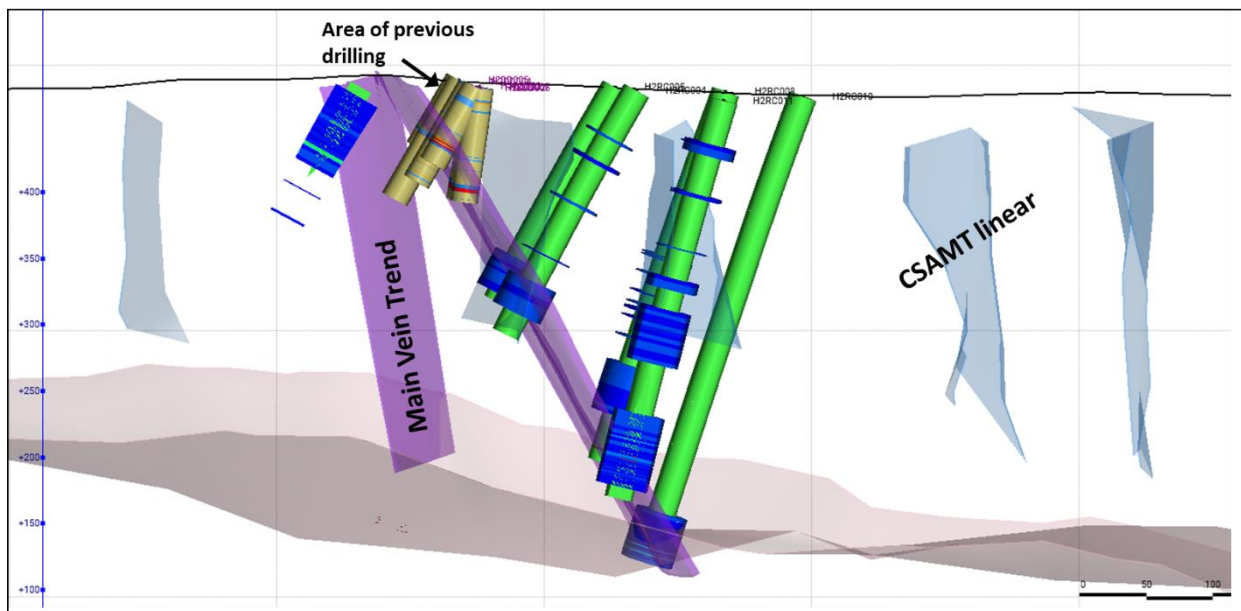 Area of previous
drilling
H2RC005
H2RC004
H2RC008
H2RC011
H2RC010
+400
+350
+300
+250
+200
+150
+100
Main Vein Trend
CSAMT linear
0 50 100